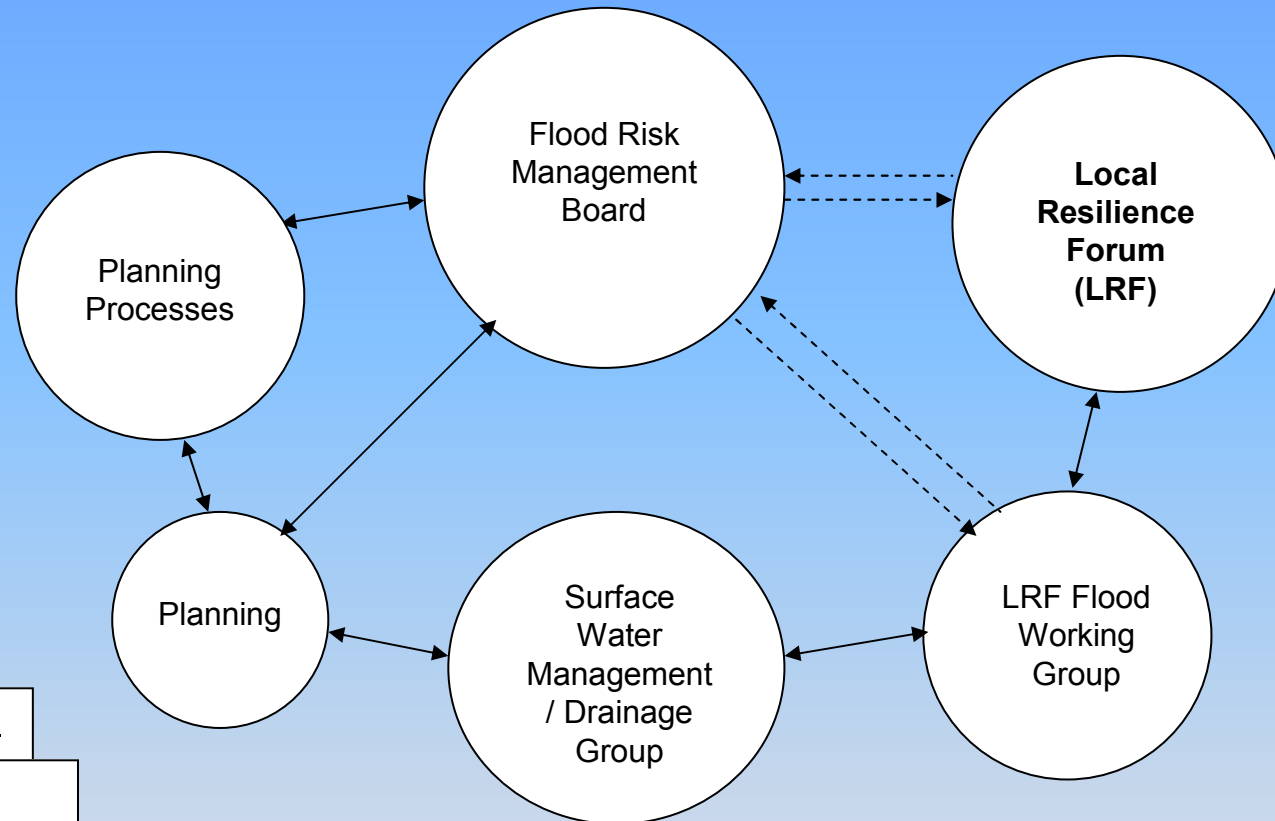 Flood Risk
Management
Board
Local
Resilience
Forum
(LRF)
Planning
Processes
Planning
Surface
Water
Management
/ Drainage
Group
LRF Flood
Working
Group